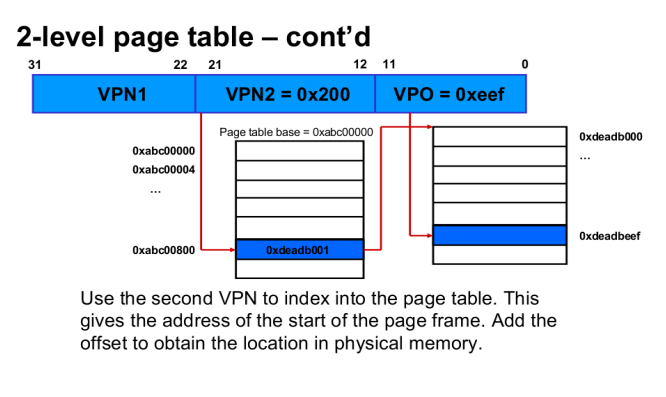 2-level page table – cont’d
31 22 21 12 11 0
VPN1 VPN2 = 0x200 VPO = 0xeef
Page table base = 0xabc00000
0xabc00000
0xabc00004
...
0xabc00800
0xdeadb001
0xdeadb000
...
0xdeadbeef
Use the second VPN to index into the page table. This
gives the address of the start of the page frame. Add the
offset to obtain the location in physical memory.